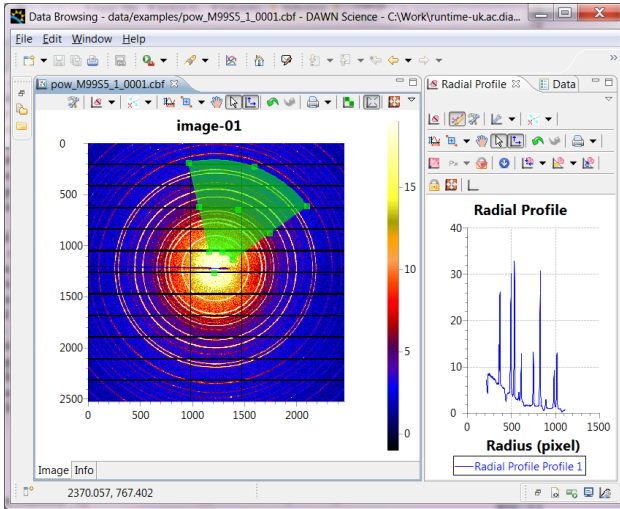 Data Browsing - data/examples/pow_M99S5_1_0001.cbf - DAWN Science - C:\Work\runtime-uk.ac.dia...
File Edit Window Help
pow_M99S5_1_0001.cbf
image-01
0
500
1000
1500
2000
2500
0 500 1000 1500 2000
15
10
5
0
Image Info
Radial Profile Data
Px
Radial Profile
40
30
20
10
0
0 500 1000 1500
Radius (pixel)
Radial Profile Profile 1
2370.057, 767.402